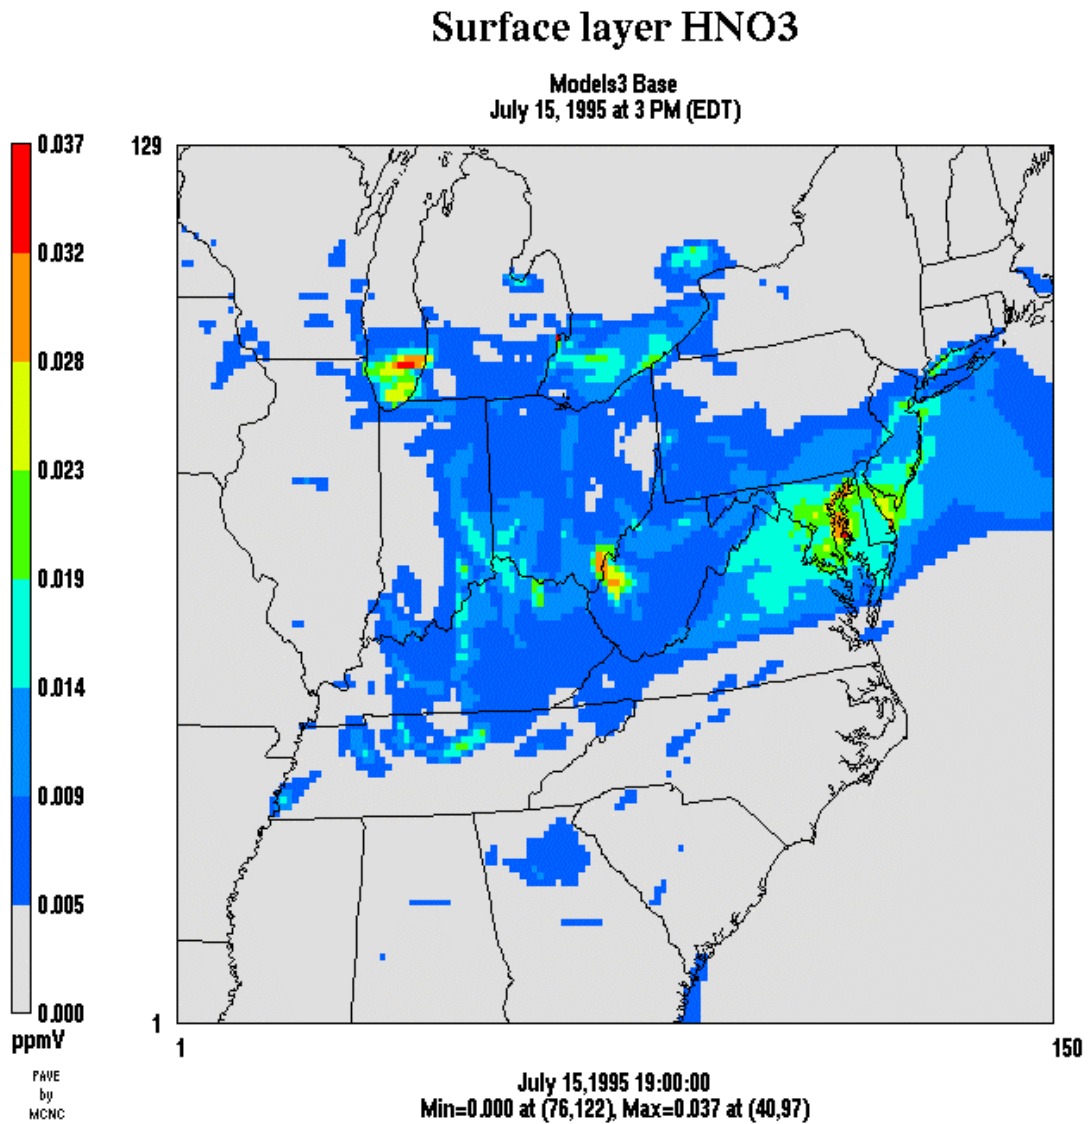 Surface layer HNO3
Models3 Base
July 15, 1995 at 3 PM (EDT)
0.037
0.032
0.028
0.023
0.019
0.014
0.009
0.005
0.000
ppmV
PAVE
by
MCNC
129
1
1
150
July 15,1995 19:00:00
Min=0.000 at (76,122), Max=0.037 at (40,97)